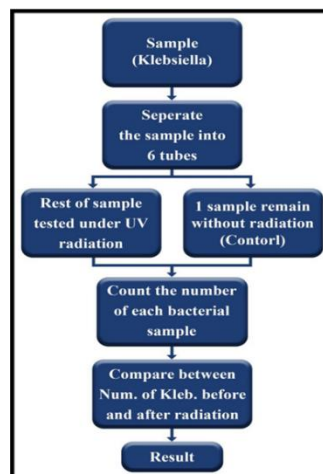 Sample
(Klebsiella)
Seperate
the sample into
6 tubes
Rest of sample
tested under UV
radiation
1 sample remain
without radiation
(Contorl)
Count the number
of each bacterial
sample
Compare between
Num. of Kleb. before
and after radiation
Result